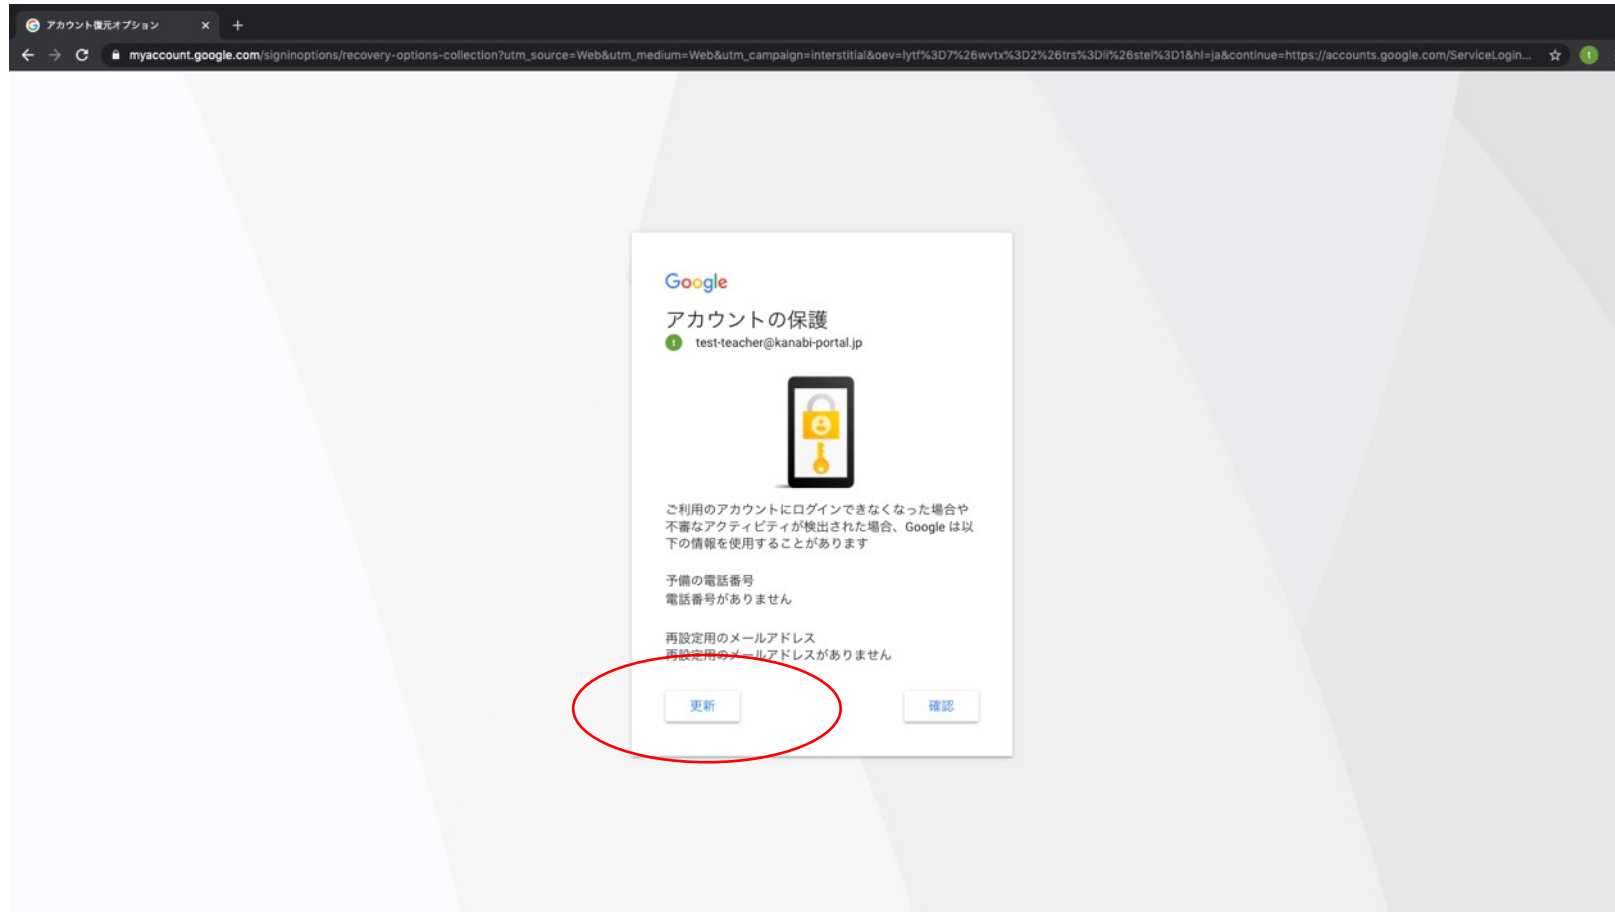 アカウント復元オプション
myaccount.google.com/signinoptions/recovery-options-collection?utm_source=Web&utm_medium=Web&utm_campaign=interstitial&oev=lytf%3D7%26wvtx%3D2%26trs%3Dli%26stel%3D1&hl=ja&continue=https://accounts.google.com/ServiceLogin...
t
Google
アカウントの保護
t test-teacher@kanabi-portal.jp
ご利用のアカウントにログインできなくなった場合や
不審なアクティビティが検出された場合、Google は以
下の情報を使用することがあります
予備の電話番号
電話番号がありません
再設定用のメールアドレス
再設定用のメールアドレスがありません
更新
確認